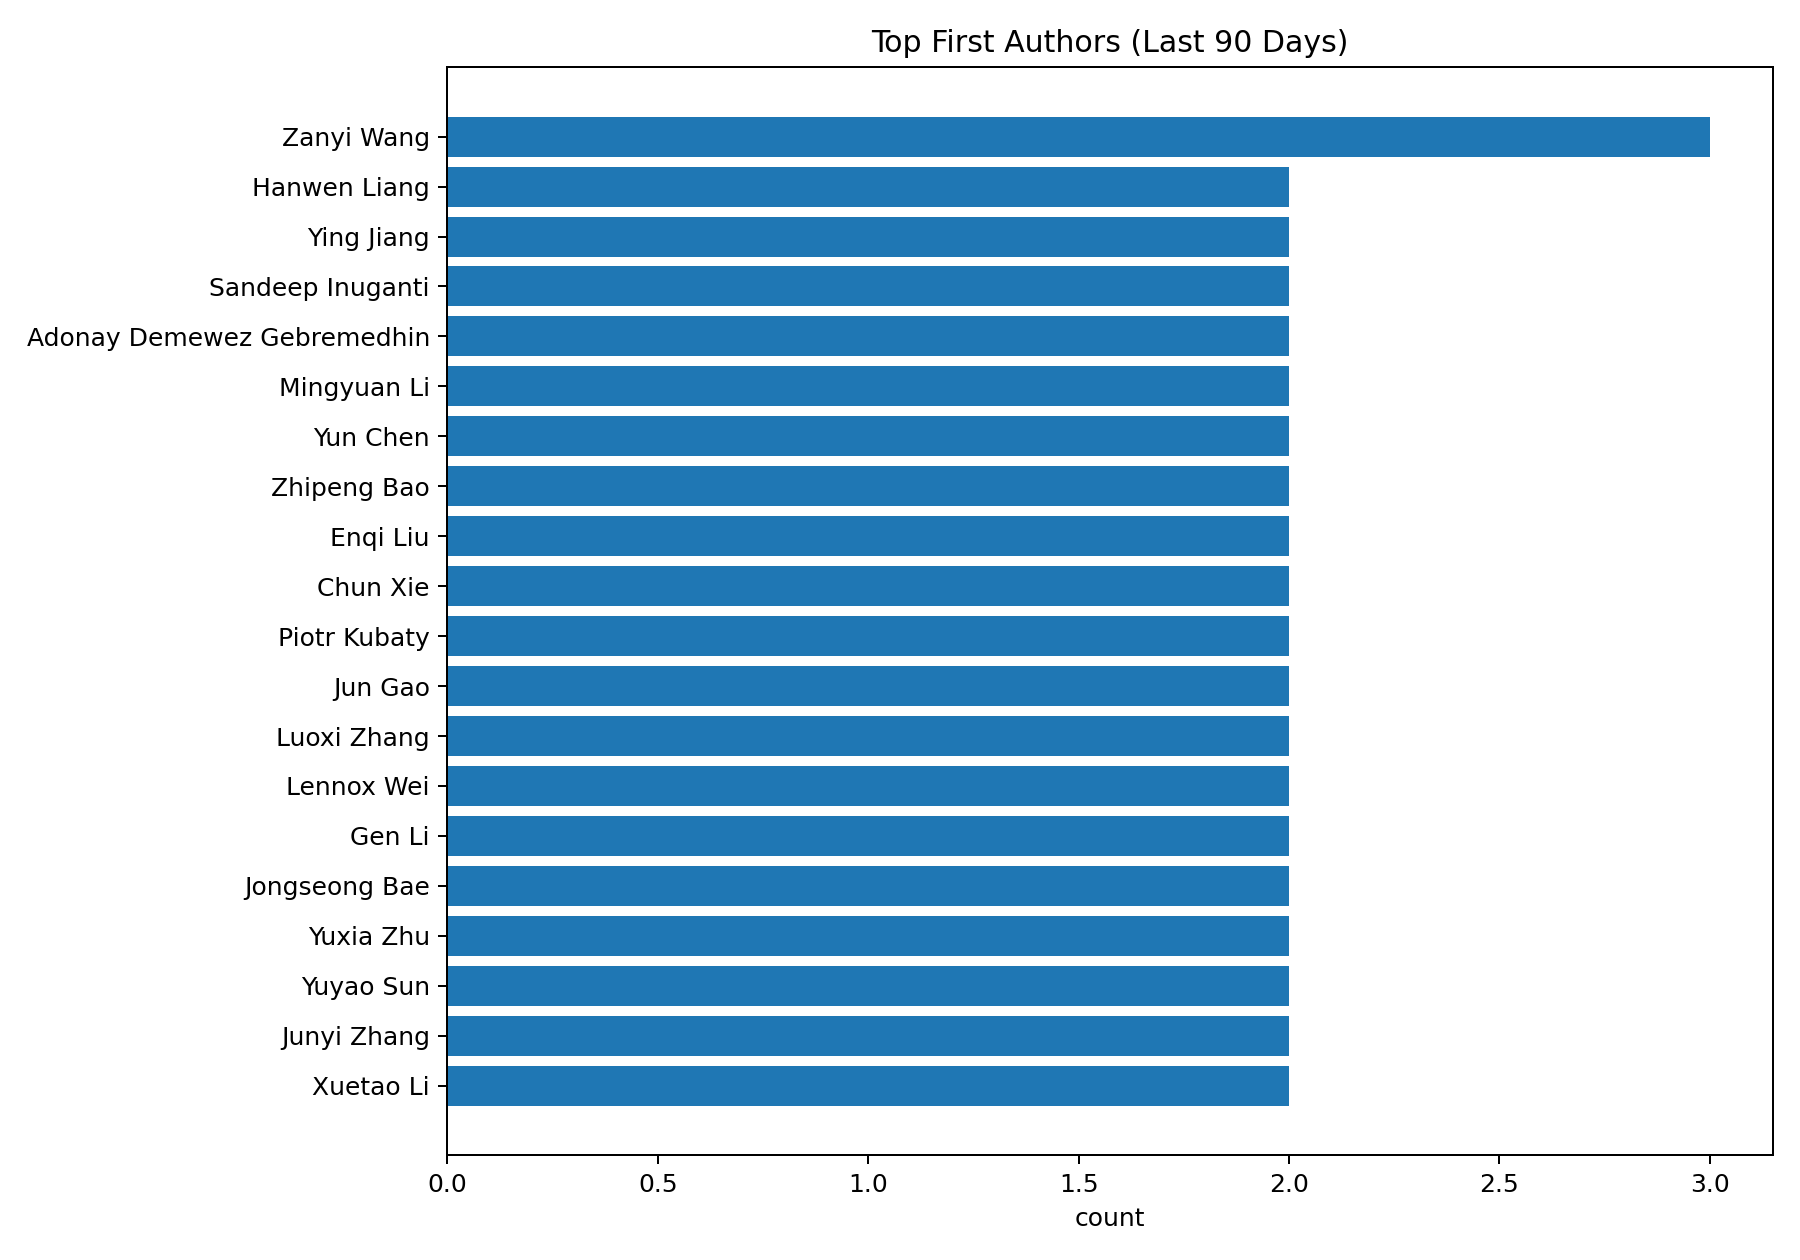 Top First Authors (Last 90 Days)
Zanyi Wang
Hanwen Liang
Ying Jiang
Sandeep Inuganti
Adonay Demewez Gebremedhin
Mingyuan Li
Yun Chen
Zhipeng Bao
Enqi Liu
Chun Xie
Piotr Kubaty
Jun Gao
Luoxi Zhang
Lennox Wei
Gen Li
Jongseong Bae
Yuxia Zhu
Yuyao Sun
Junyi Zhang
Xuetao Li
0.0 0.5 1.0 1.5 2.0 2.5 3.0
count